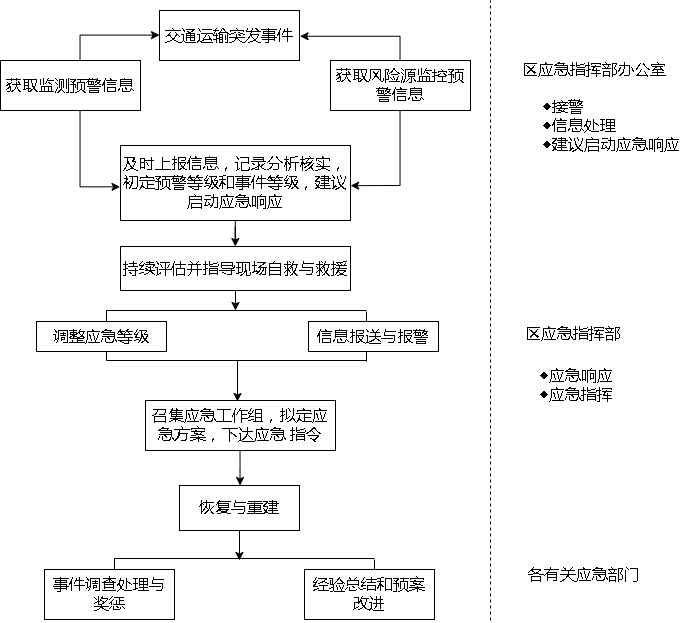 交通运输突发事件
获取监测预警信息
获取风险源监控预
警信息
及时上报信息，记录分析核实，
初定预警等级和事件等级，建议
启动应急响应
持续评估并指导现场自救与救援
调整应急等级
信息报送与报警
召集应急工作组，拟定应
急方案，下达应急 指令
恢复与重建
事件调查处理与
奖惩
经验总结和预案
改进
区应急指挥部办公室
◆接警
◆信息处理
◆建议启动应急响应
区应急指挥部
◆应急响应
◆应急指挥
各有关应急部门